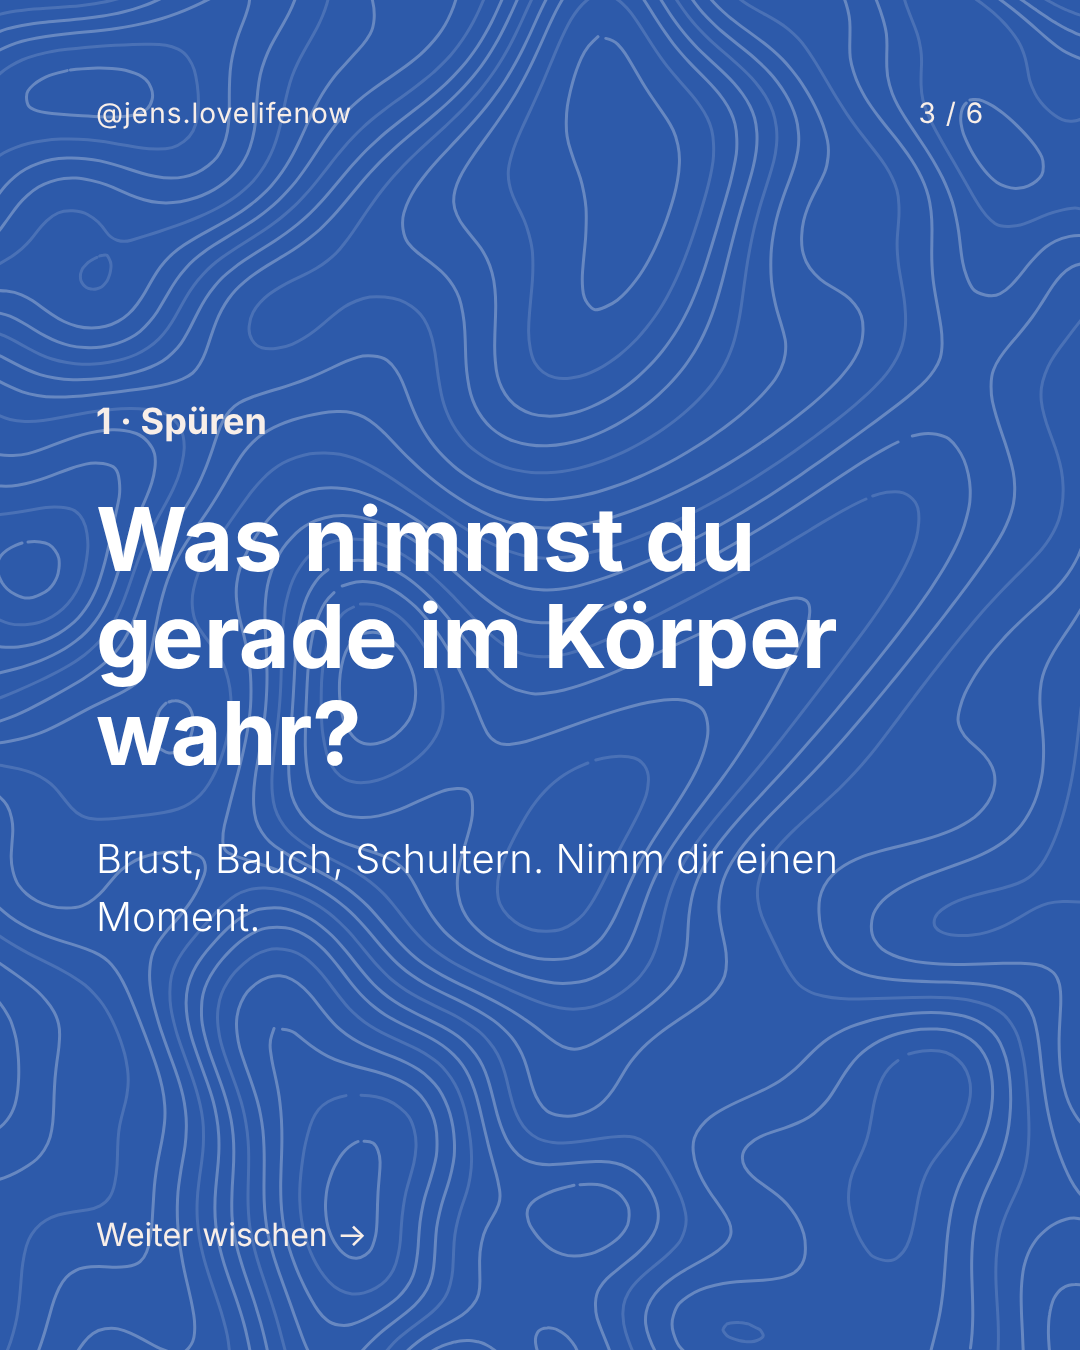 @jens.lovelifenow
3 / 6
1 · Spüren
Was nimmst du
gerade im Körper
wahr?
Brust, Bauch, Schultern. Nimm dir einen
Moment.
Weiter wischen →